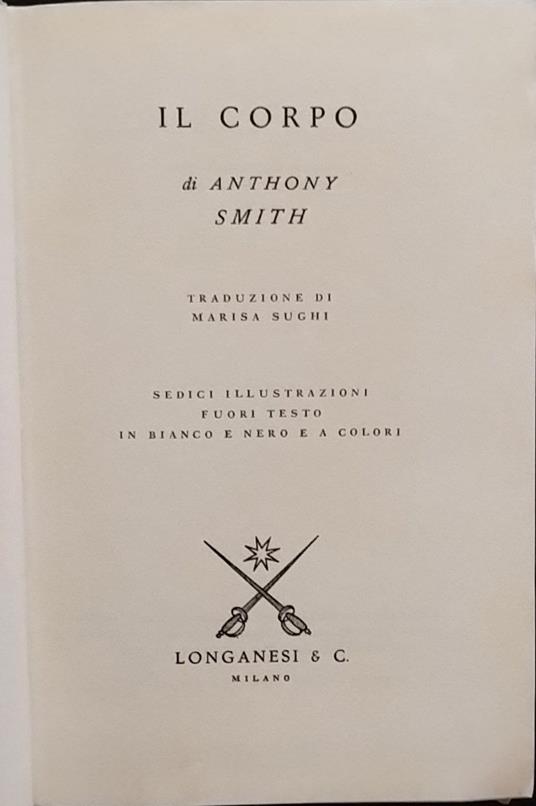 IL CORPO
di ANTHONY
SMITH
TRADUZIONE DI
MARISA SUGHI
SEDICI ILLUSTRAZIONI
FUORI TESTO
IN BIANCO E NERO E A COLORI
LONGANESI & C.
MILANO